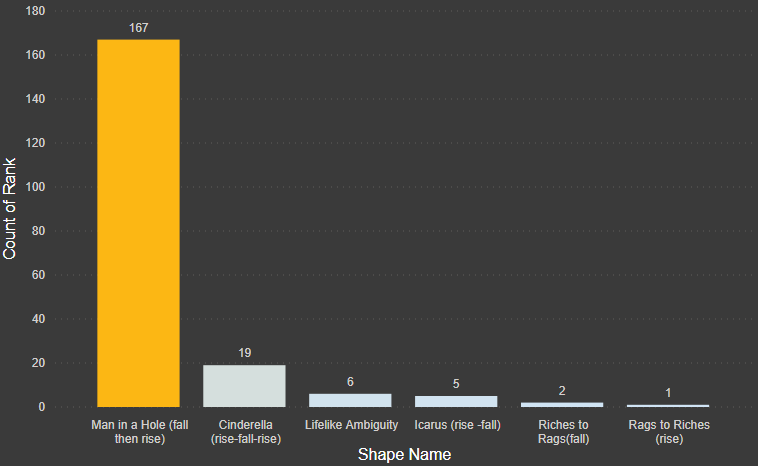 180
160
140
120
100
80
60
40
20
0
Count of Rank
167
19
6
5
2
1
Man in a Hole (fall
then rise)
Cinderella
(rise-fall-rise)
Lifelike Ambiguity
Icarus (rise -fall)
Riches to
Rags(fall)
Rags to Riches
(rise)
Shape Name